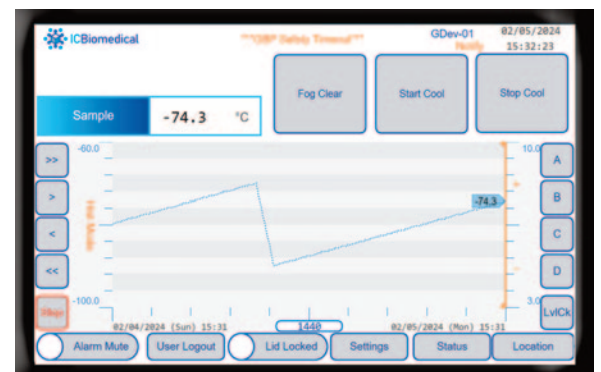 ICBiomedical
GDev-01
02/05/2024
15:32:23
Sample
-74.3 °C
Fog Clear
Start Cool
Stop Cool
-60.0
10.0
>>
A
>
-74.3
B
<
C
<<
D
-100.0
3.0
LvlCk
02/04/2024 (Sun) 15:31
1440
02/05/2024 (Mon) 15:31
Alarm Mute
User Logout
Lid Locked
Settings
Status
Location